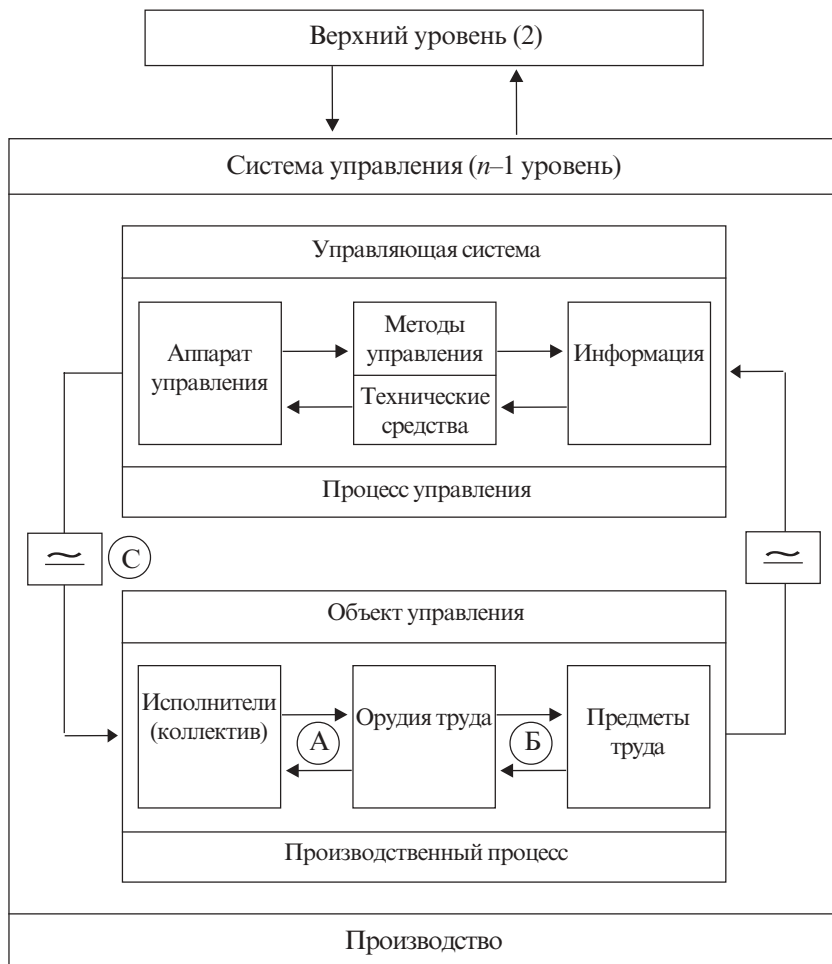 Верхний уровень (2)
Система управления (n–1 уровень)
Управляющая система
Аппарат
управления
Методы
управления
Технические
средства
Информация
Процесс управления
≃
С
≃
Объект управления
Исполнители
(коллектив)
А
Орудия труда
Б
Предметы
труда
Производственный процесс
Производство